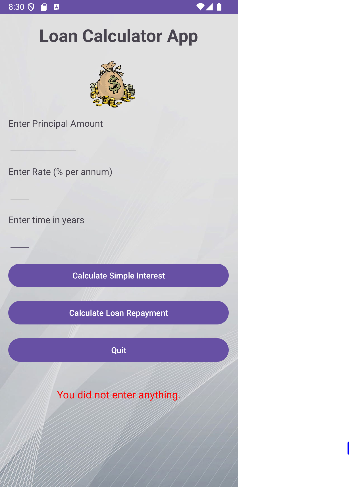 8:30
Loan Calculator App
$
Enter Principal Amount
Enter Rate (% per annum)
Enter time in years
Calculate Simple Interest
Calculate Loan Repayment
Quit
You did not enter anything.